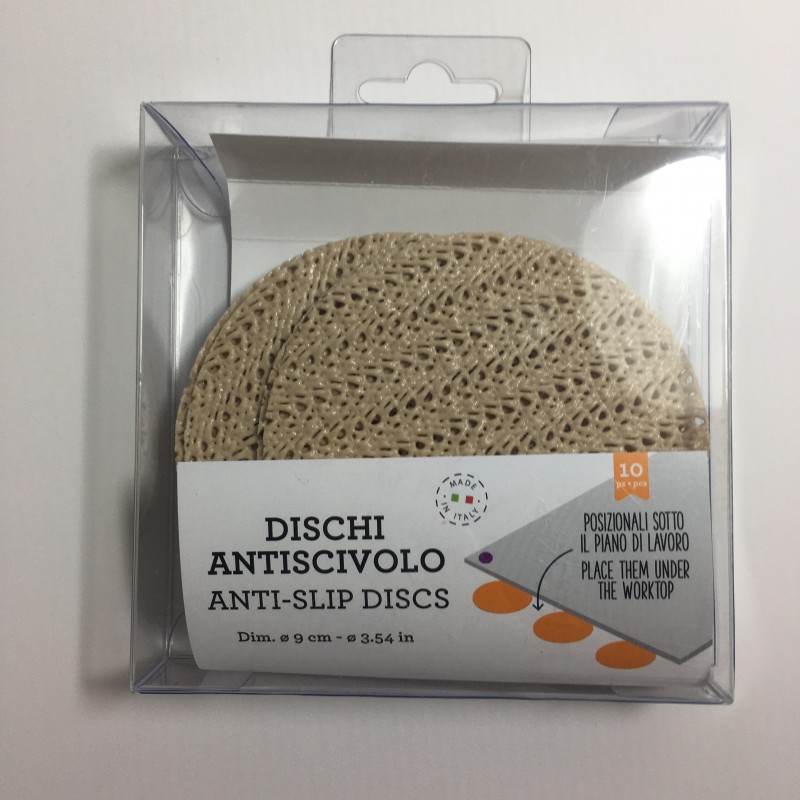 MADE IN ITALY
10
pz • pcs
DISCHI
ANTISCIVOLO
ANTI-SLIP DISCS
Dim. ø 9 cm - ø 3.54 in
POSIZIONALI SOTTO
IL PIANO DI LAVORO
PLACE THEM UNDER
THE WORKTOP